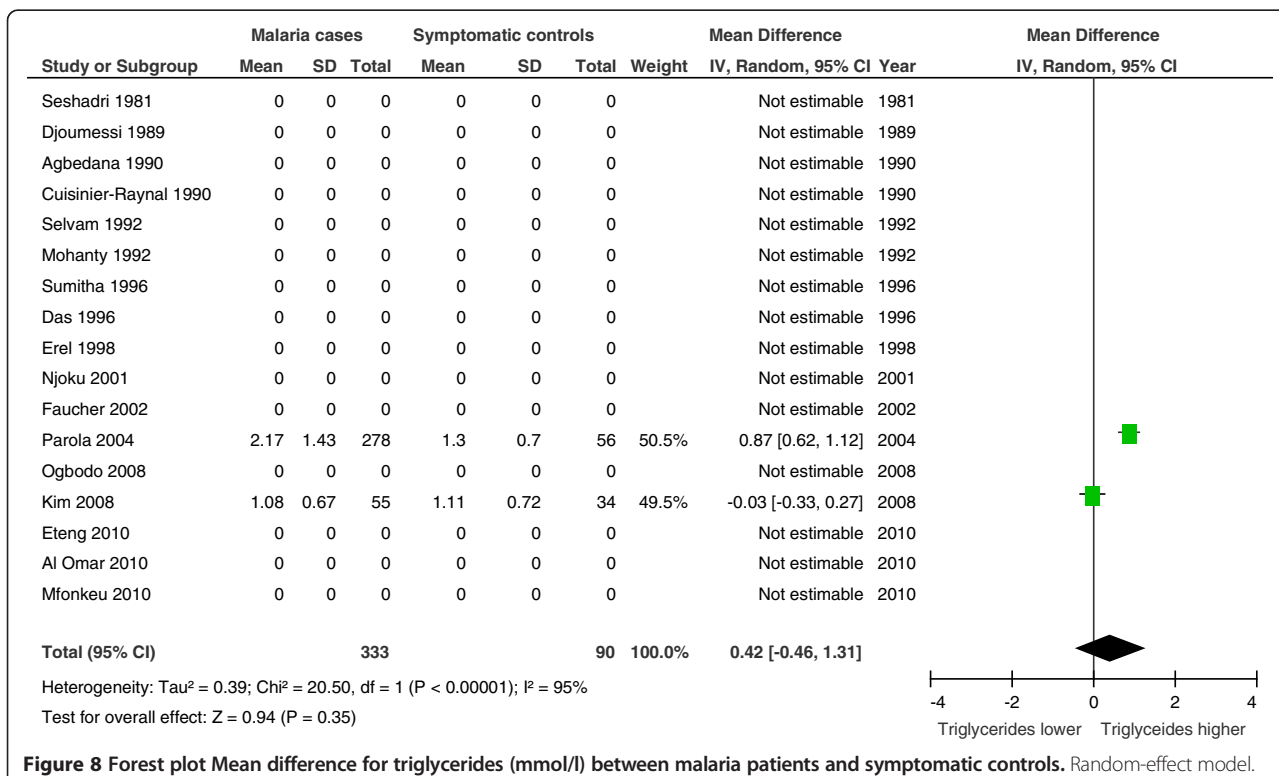 Malaria cases Symptomatic controls Mean Difference Mean Difference
Study or Subgroup Mean SD Total Mean SD Total Weight IV, Random, 95% CI Year IV, Random, 95% CI
Seshadri 1981 0 0 0 0 0 0 Not estimable 1981
Djoumessi 1989 0 0 0 0 0 0 Not estimable 1989
Agbedana 1990 0 0 0 0 0 0 Not estimable 1990
Cuisinier-Raynal 1990 0 0 0 0 0 0 Not estimable 1990
Selvam 1992 0 0 0 0 0 0 Not estimable 1992
Mohanty 1992 0 0 0 0 0 0 Not estimable 1992
Sumitha 1996 0 0 0 0 0 0 Not estimable 1996
Das 1996 0 0 0 0 0 0 Not estimable 1996
Erel 1998 0 0 0 0 0 0 Not estimable 1998
Njoku 2001 0 0 0 0 0 0 Not estimable 2001
Faucher 2002 0 0 0 0 0 0 Not estimable 2002
Parola 2004 2.17 1.43 278 1.3 0.7 56 50.5% 0.87 [0.62, 1.12] 2004
Ogbodo 2008 0 0 0 0 0 0 Not estimable 2008
Kim 2008 1.08 0.67 55 1.11 0.72 34 49.5% -0.03 [-0.33, 0.27] 2008
Eteng 2010 0 0 0 0 0 0 Not estimable 2010
Al Omar 2010 0 0 0 0 0 0 Not estimable 2010
Mfonkeu 2010 0 0 0 0 0 0 Not estimable 2010
Total (95% CI) 333 90 100.0% 0.42 [-0.46, 1.31]
Heterogeneity: Tau² = 0.39; Chi² = 20.50, df = 1 (P < 0.00001); I² = 95%
Test for overall effect: Z = 0.94 (P = 0.35)
-4 -2 0 2 4
Triglycerides lower Triglyceides higher
Figure 8 Forest plot Mean difference for triglycerides (mmol/l) between malaria patients and symptomatic controls. Random-effect model.